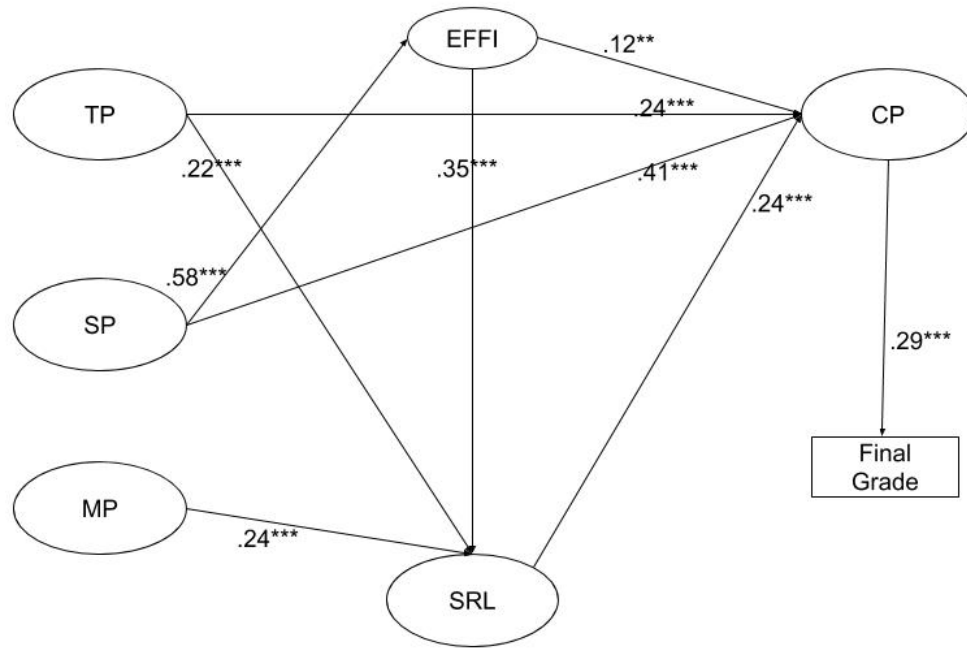 EFFI
.12**
TP
.24***
CP
.22***
.35***
.41***
.24***
.58***
SP
.29***
Final
Grade
MP
.24***
SRL